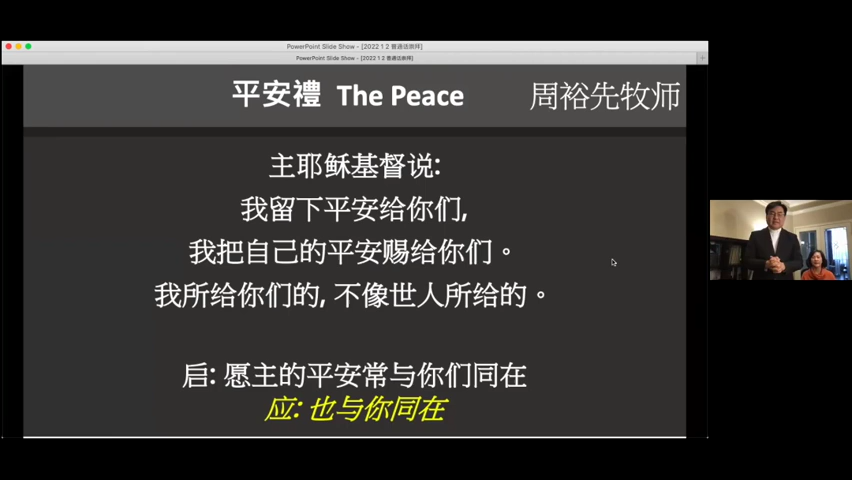 PowerPoint Slide Show - [2022 1 2 普通话崇拜]
PowerPoint Slide Show - [2022 1 2 普通话崇拜]
平安禮 The Peace 周裕先牧师
主耶稣基督说:
我留下平安给你们,
我把自己的平安赐给你们。
我所给你们的, 不像世人所给的。
启: 愿主的平安常与你们同在
应: 也与你同在